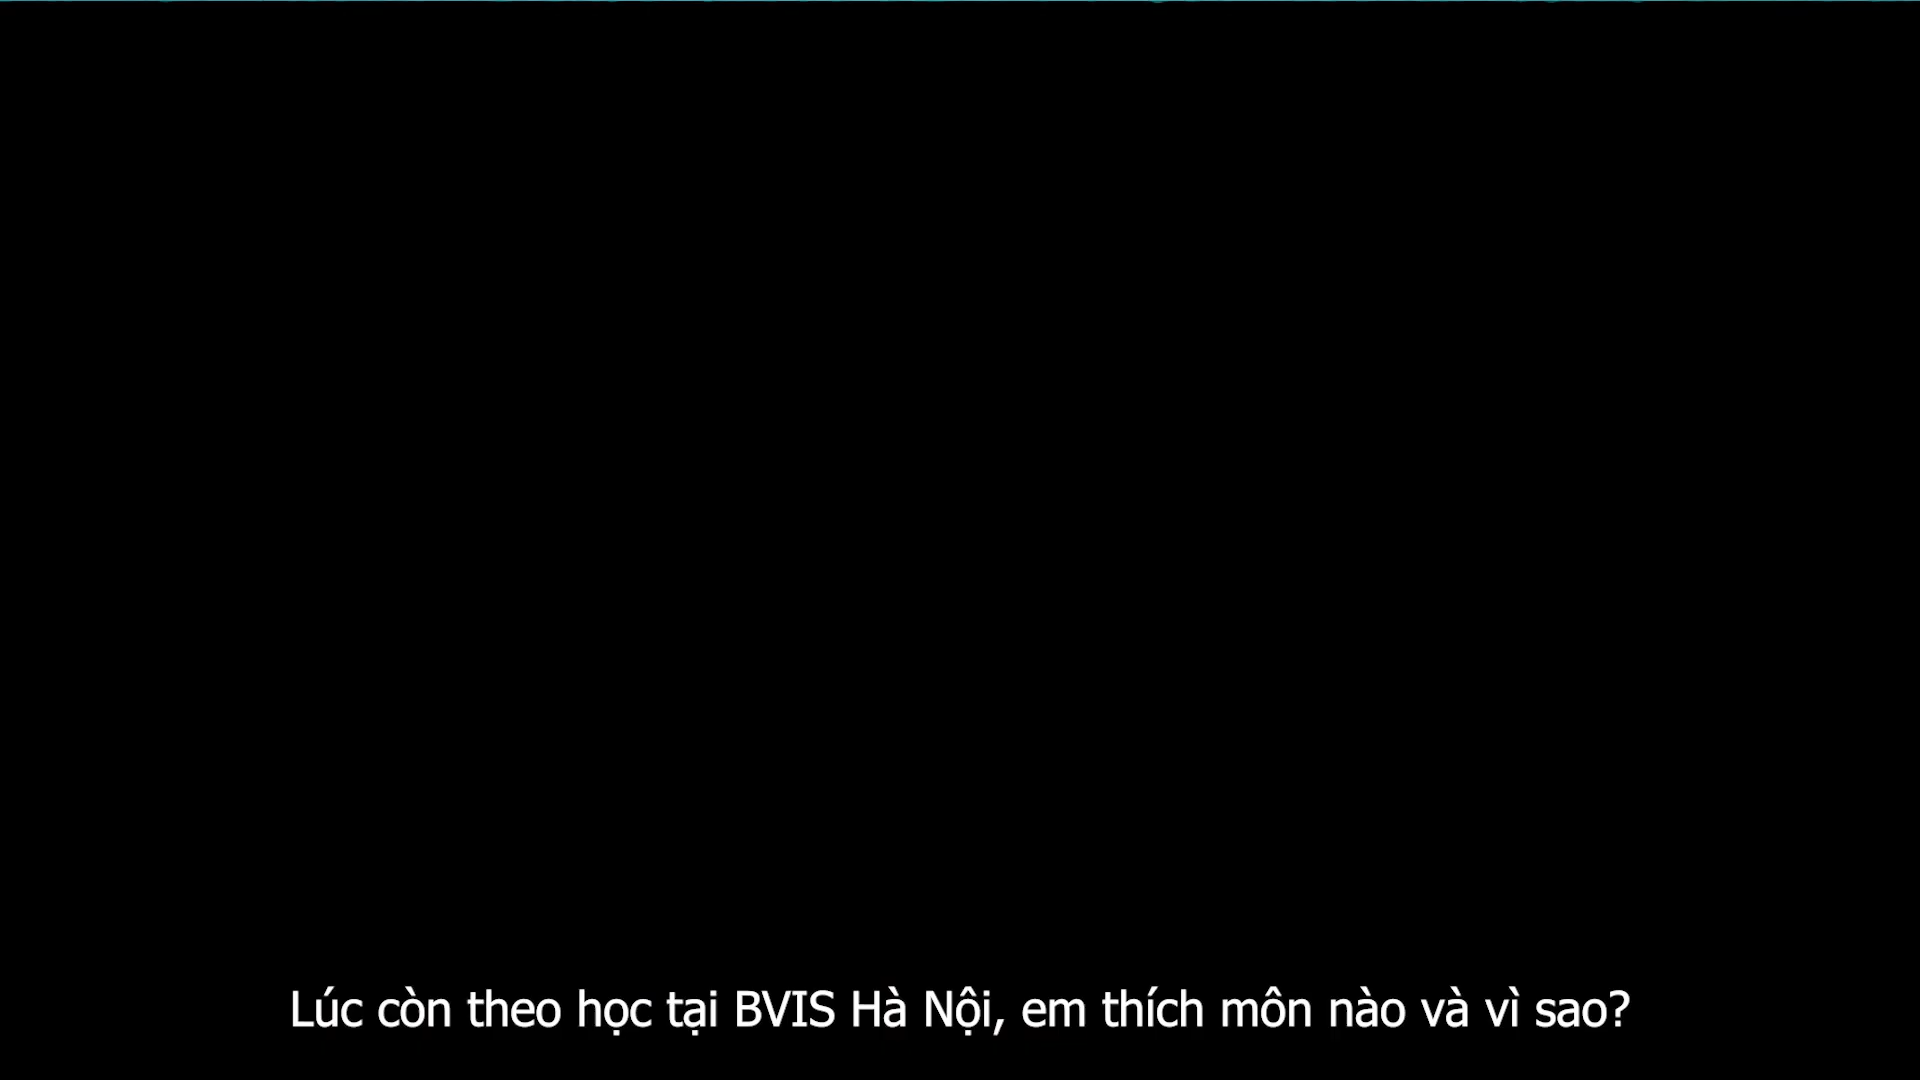 Lúc còn theo học tại BVIS Hà Nội, em thích môn nào và vì sao?